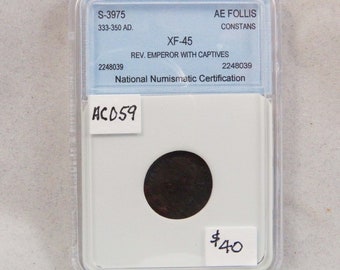 S-3975 AE FOLLIS
333-350 AD. CONSTANS
XF-45
REV. EMPEROR WITH CAPTIVES
2248039 2248039
National Numismatic Certification
ACD59
$40